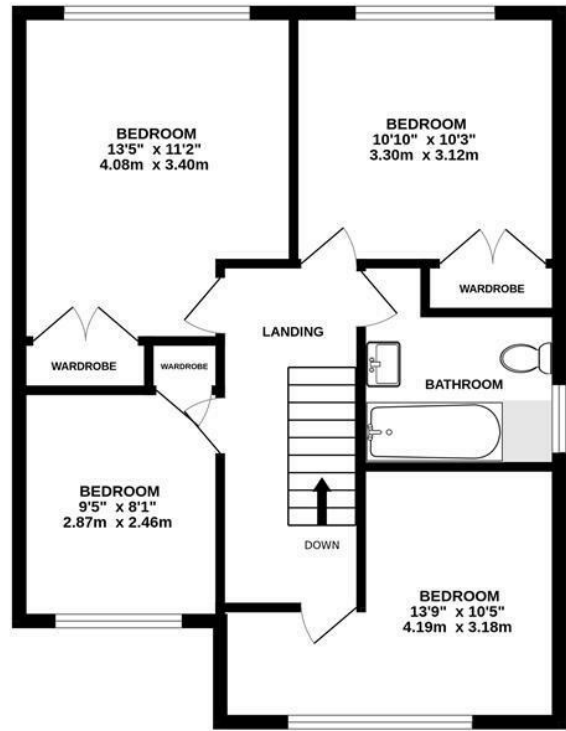 BEDROOM
13'5" x 11'2"
4.08m x 3.40m
BEDROOM
10'10" x 10'3"
3.30m x 3.12m
WARDROBE
LANDING
WARDROBE
WARDROBE
BATHROOM
BEDROOM
9'5" x 8'1"
2.87m x 2.46m
DOWN
BEDROOM
13'9" x 10'5"
4.19m x 3.18m